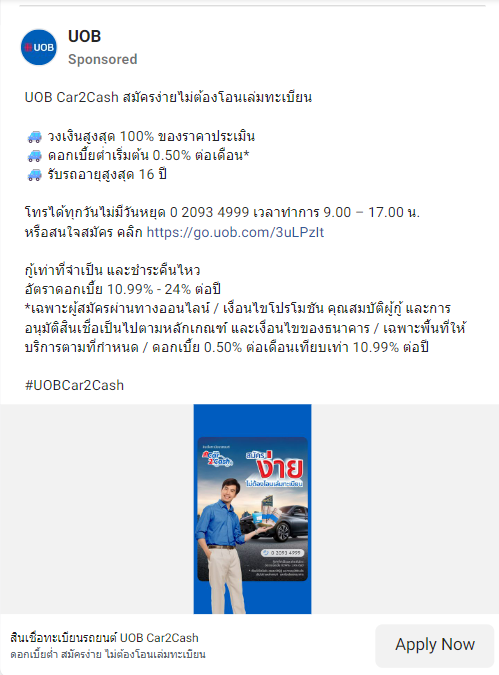 UOB
UOB
Sponsored
UOB Car2Cash สมัครง่ายไม่ต้องโอนเล่มทะเบียน
🚙 วงเงินสูงสุด 100% ของราคาประเมิน
🚙 ดอกเบี้ยต่ำเริ่มต้น 0.50% ต่อเดือน*
🚙 รับรถอายุสูงสุด 16 ปี
โทรได้ทุกวันไม่มีวันหยุด 0 2093 4999 เวลาทำการ 9.00 – 17.00 น.
หรือสนใจสมัคร คลิก https://go.uob.com/3uLPzIt
กู้เท่าที่จำเป็น และชำระคืนไหว
อัตราดอกเบี้ย 10.99% - 24% ต่อปี
*เฉพาะผู้สมัครผ่านทางออนไลน์ / เงื่อนไขโปรโมชัน คุณสมบัติผู้กู้ และการ
อนุมัติสินเชื่อเป็นไปตามหลักเกณฑ์ และเงื่อนไขของธนาคาร / เฉพาะพื้นที่ให้
บริการตามที่กำหนด / ดอกเบี้ย 0.50% ต่อเดือนเทียบเท่า 10.99% ต่อปี
#UOBCar2Cash
Car
2Cash
สมัคร
ง่าย
ไม่ต้องโอนเล่มทะเบียน
0 2093 4999
สินเชื่อทะเบียนรถยนต์ UOB Car2Cash
ดอกเบี้ยต่ำ สมัครง่าย ไม่ต้องโอนเล่มทะเบียน
Apply Now